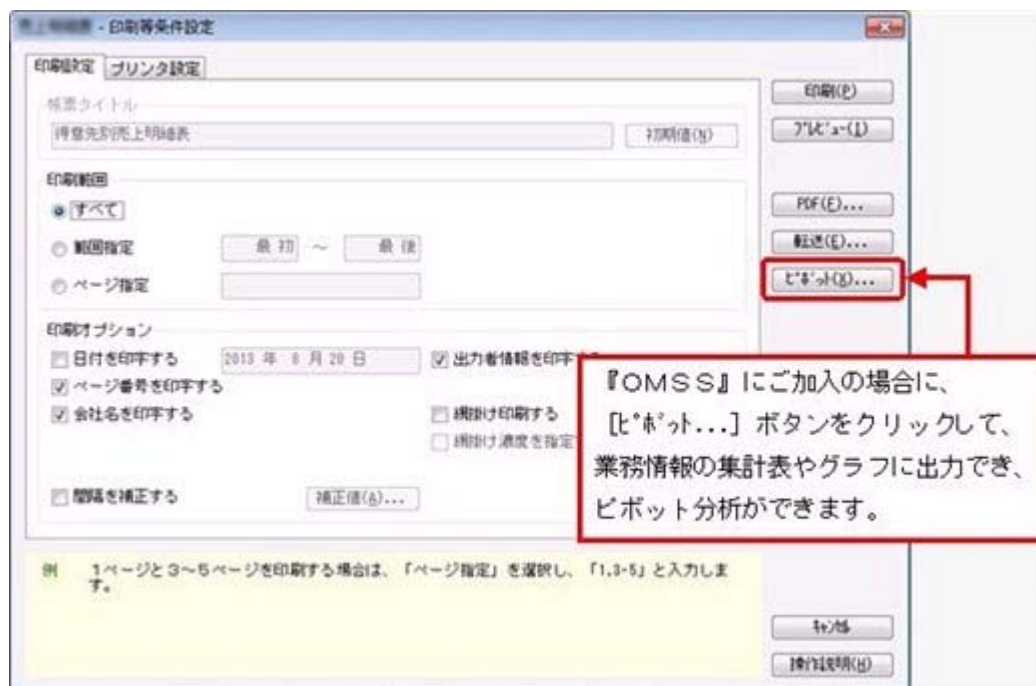 - 印刷等条件設定
印刷設定 プリンタ設定
帳票タイトル
得意先別売上明細表 初期値(N)
印刷(P)
ﾌﾟﾚﾋﾞｭｰ(I)
印刷範囲
すべて
PDF(F)...
範囲指定 最初 ～ 最後
転送(E)...
ページ指定
ﾋﾟﾎﾞｯﾄ(X)...
印刷オプション
日付を印字する 2013 年 8 月 20 日 出力者情報を印字する
ページ番号を印字する
会社名を印字する 網掛け印刷する
網掛け濃度を指定
間隔を補正する 補正値(A)...
『ＯＭＳＳ』にご加入の場合に、
[ﾋﾟﾎﾞｯﾄ...] ボタンをクリックして、
業務情報の集計表やグラフに出力でき、
ピボット分析ができます。
例 １ページと３～５ページを印刷する場合は、「ページ指定」を選択し、「1,3-5」と入力しま
す。
ｷｬﾝｾﾙ
操作説明(H)